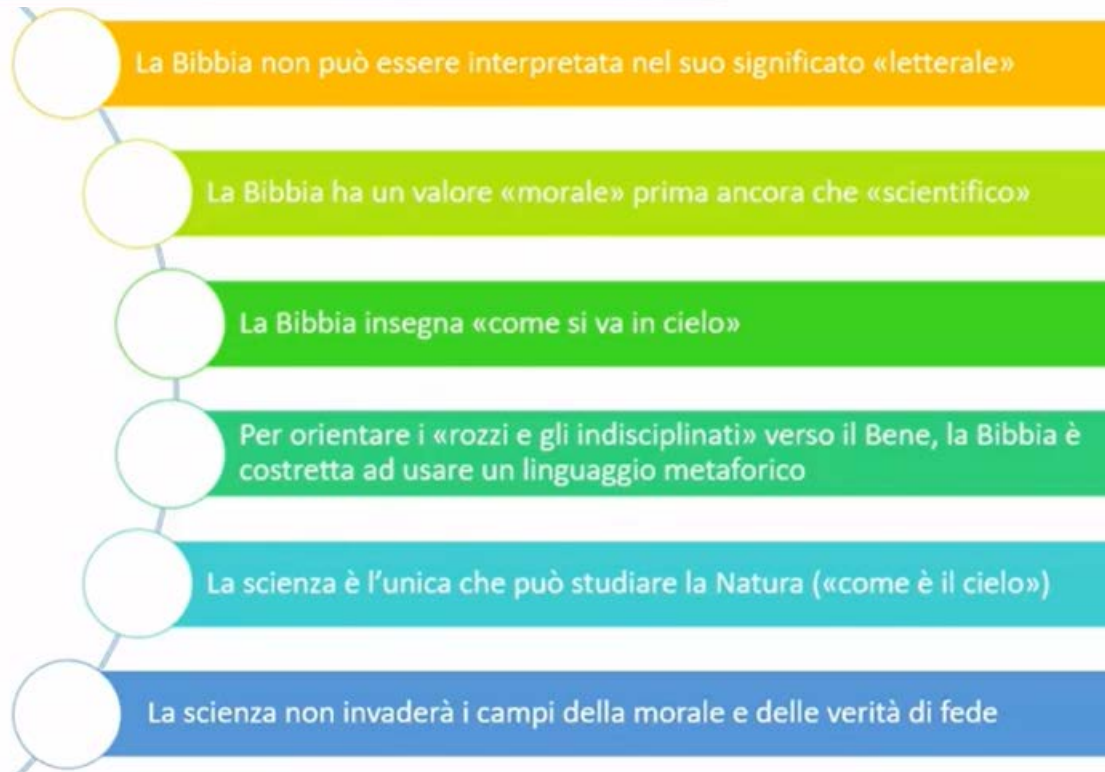 La Bibbia non può essere interpretata nel suo significato «letterale»
La Bibbia ha un valore «morale» prima ancora che «scientifico»
La Bibbia insegna «come si va in cielo»
Per orientare i «rozzi e gli indisciplinati» verso il Bene, la Bibbia è
costretta ad usare un linguaggio metaforico
La scienza è l’unica che può studiare la Natura («come è il cielo»)
La scienza non invaderà i campi della morale e delle verità di fede